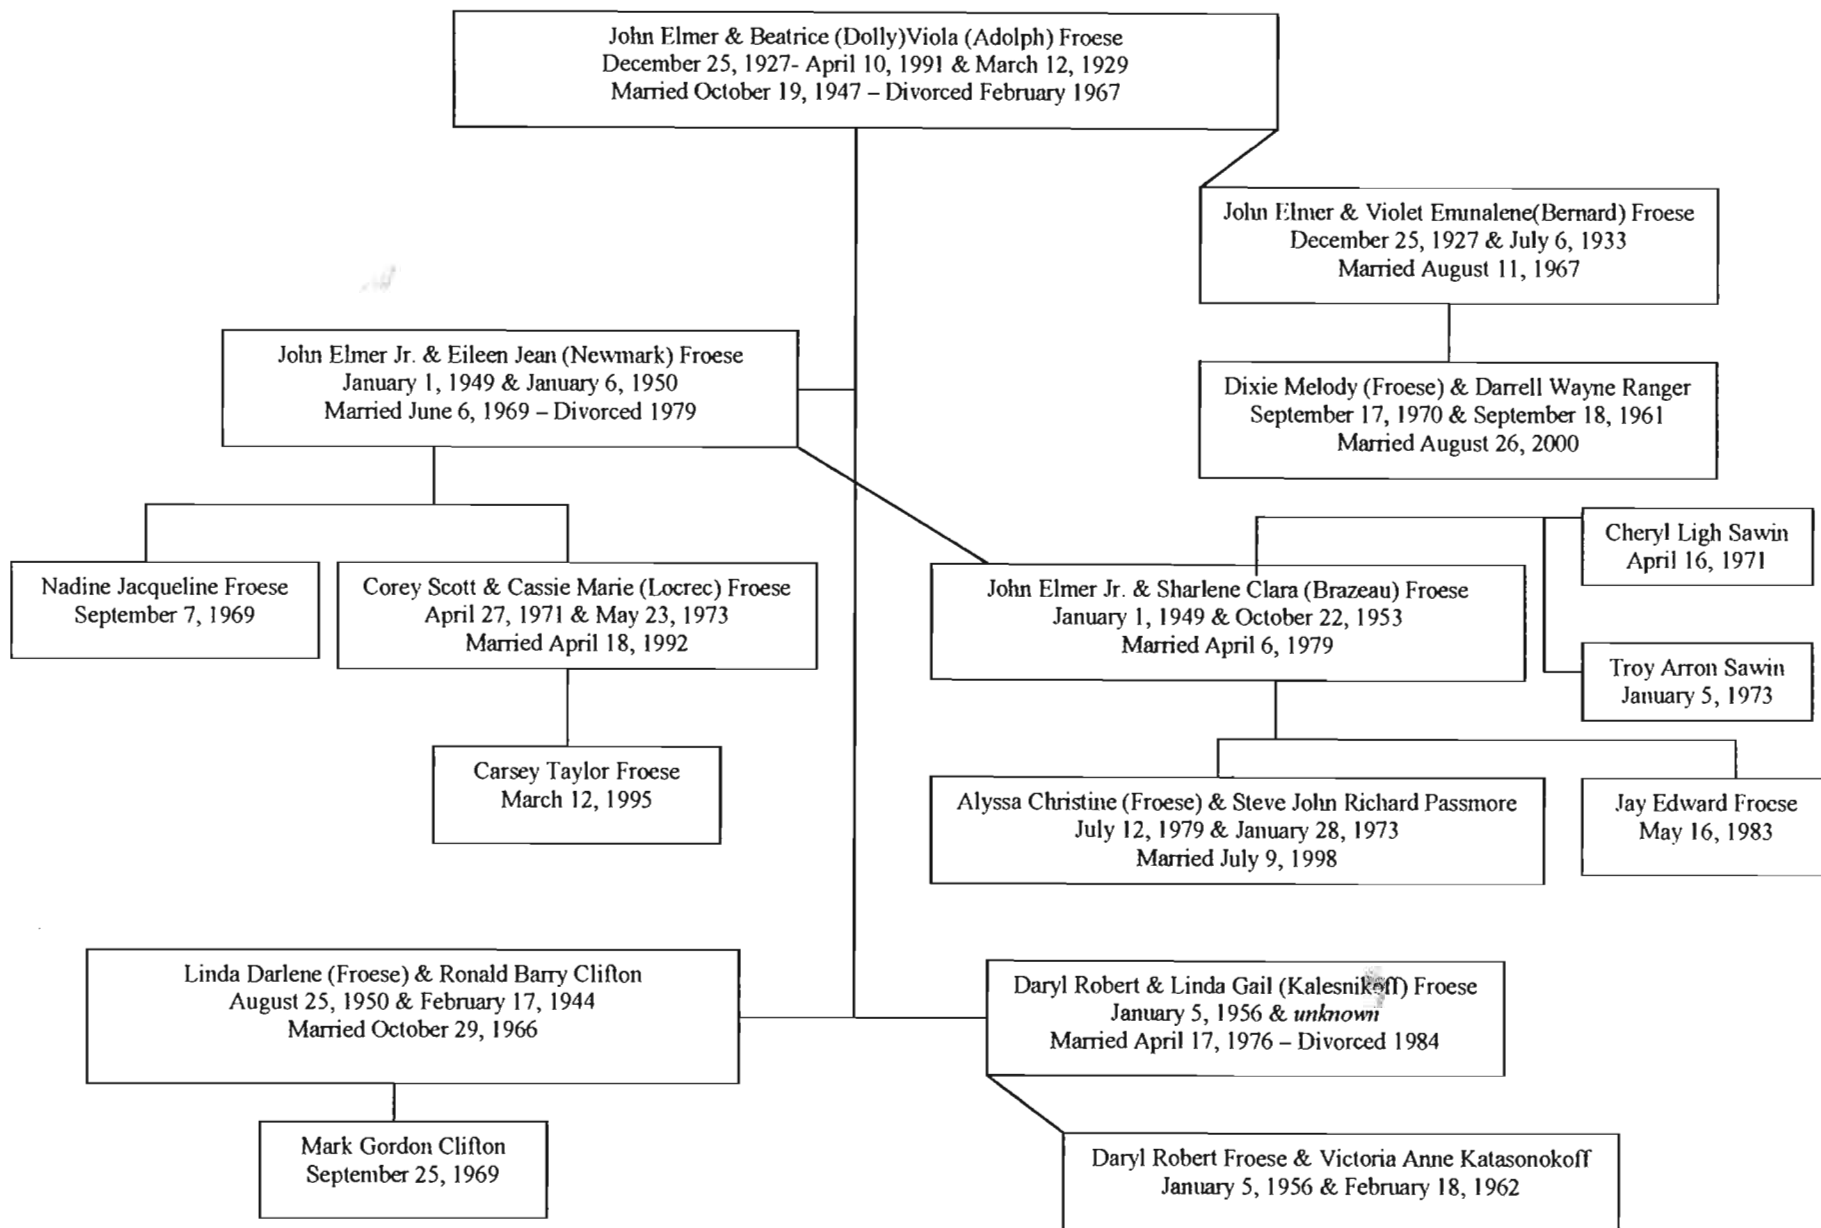 John Elmer & Beatrice (Dolly)Viola (Adolph) Froese
December 25, 1927- April 10, 1991 & March 12, 1929
Married October 19, 1947 – Divorced February 1967
John Elmer & Violet Emmalene(Bernard) Froese
December 25, 1927 & July 6, 1933
Married August 11, 1967
John Elmer Jr. & Eileen Jean (Newmark) Froese
January 1, 1949 & January 6, 1950
Married June 6, 1969 – Divorced 1979
Dixie Melody (Froese) & Darrell Wayne Ranger
September 17, 1970 & September 18, 1961
Married August 26, 2000
Cheryl Ligh Sawin
April 16, 1971
Nadine Jacqueline Froese
September 7, 1969
Corey Scott & Cassie Marie (Locrec) Froese
April 27, 1971 & May 23, 1973
Married April 18, 1992
John Elmer Jr. & Sharlene Clara (Brazeau) Froese
January 1, 1949 & October 22, 1953
Married April 6, 1979
Troy Arron Sawin
January 5, 1973
Carsey Taylor Froese
March 12, 1995
Alyssa Christine (Froese) & Steve John Richard Passmore
July 12, 1979 & January 28, 1973
Married July 9, 1998
Jay Edward Froese
May 16, 1983
Linda Darlene (Froese) & Ronald Barry Clifton
August 25, 1950 & February 17, 1944
Married October 29, 1966
Daryl Robert & Linda Gail (Kalesnikoff) Froese
January 5, 1956 & unknown
Married April 17, 1976 – Divorced 1984
Mark Gordon Clifton
September 25, 1969
Daryl Robert Froese & Victoria Anne Katasonokoff
January 5, 1956 & February 18, 1962